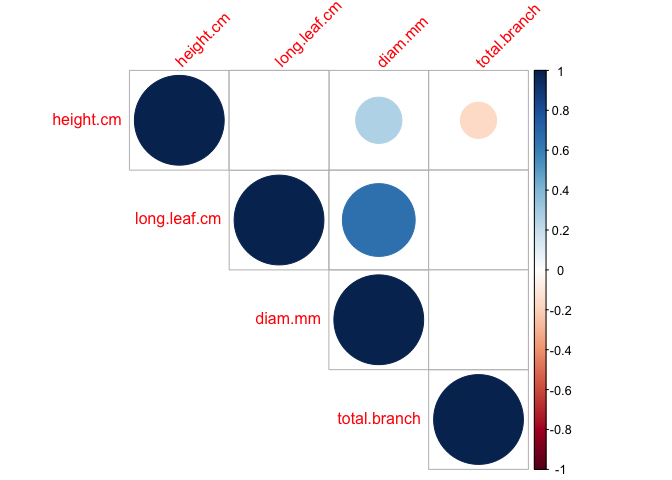 height.cm
long.leaf.cm
diam.mm
total.branch
height.cm
long.leaf.cm
diam.mm
total.branch
1
0.8
0.6
0.4
0.2
0
-0.2
-0.4
-0.6
-0.8
-1